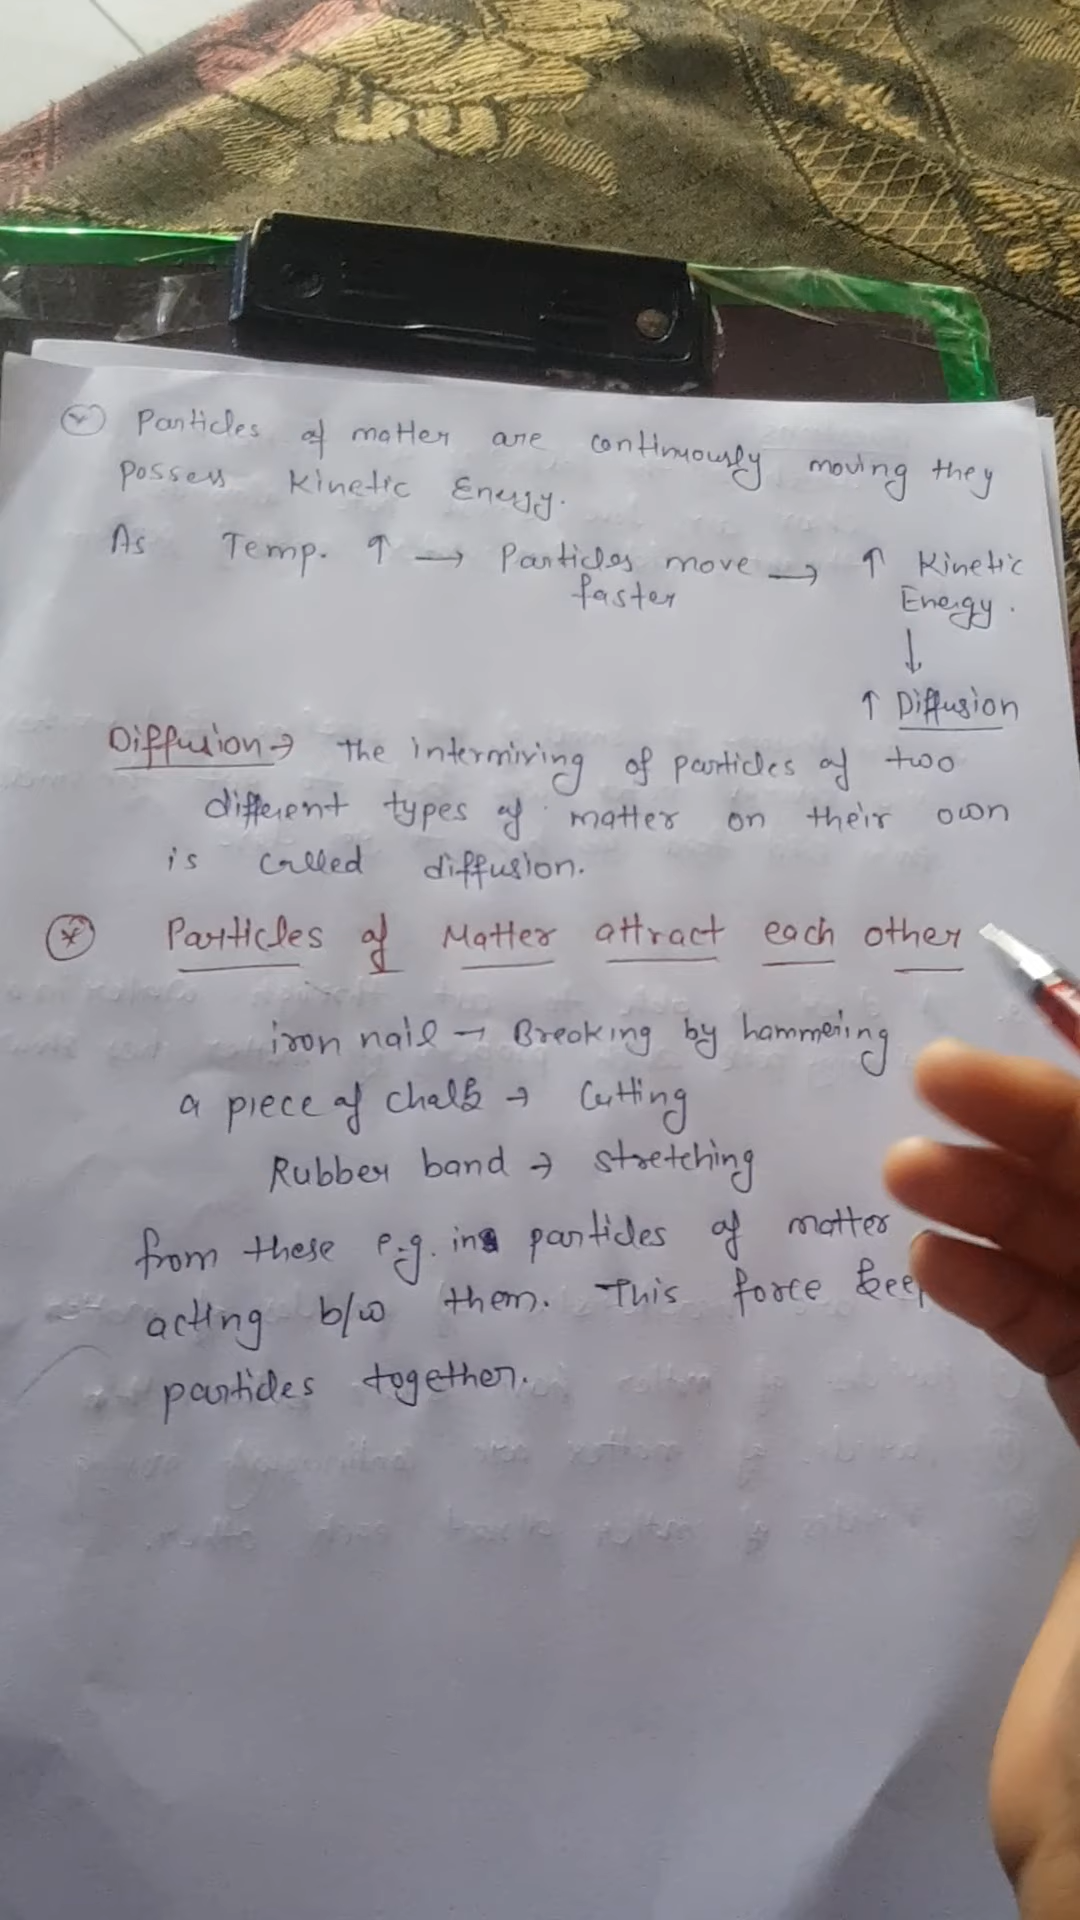 Particles of matter are continuously moving they
possess kinetic Energy.
As Temp. ↑ → Particles move → ↑ Kinetic
faster Energy.
↓
↑ Diffusion
Diffusion → the intermixing of particles of two
different types of matter on their own
is called diffusion.
Particles of Matter attract each other
iron nail → Breaking by hammering
a piece of chalk → Cutting
Rubber band → stretching
from these e.g. in particles of matter
acting b/w them. This force keep
particles together.